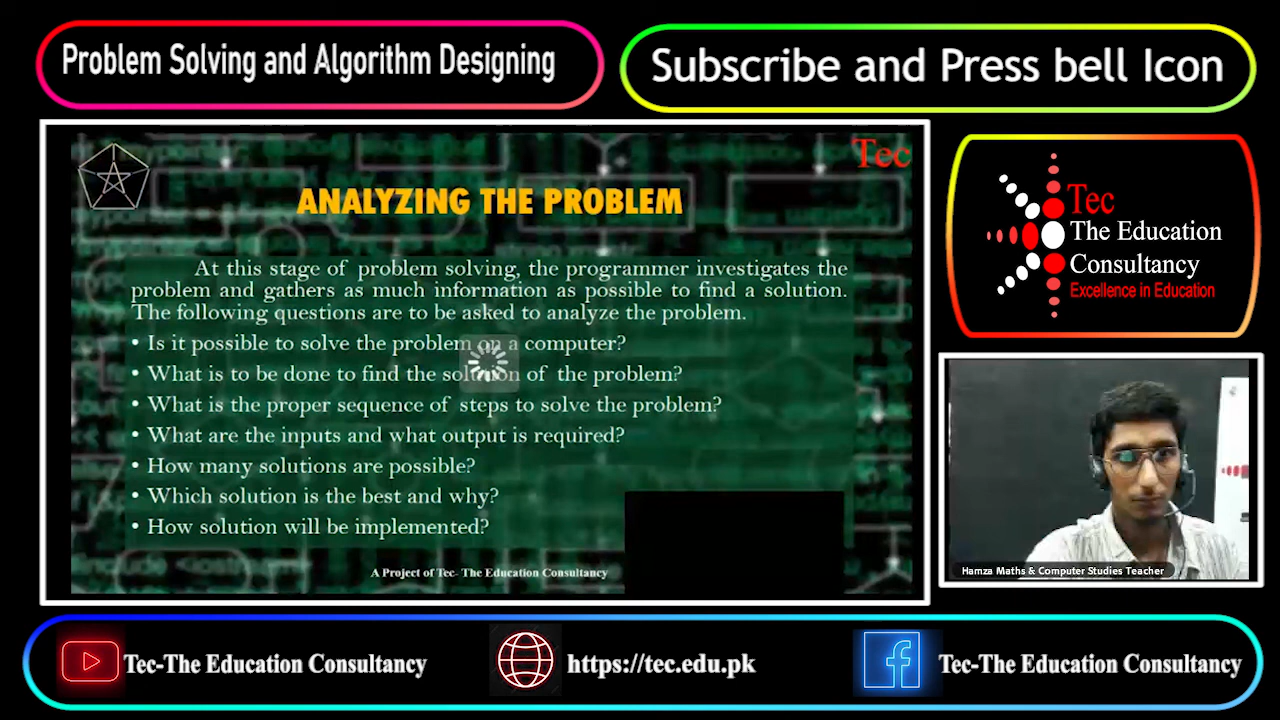 Problem Solving and Algorithm Designing
Subscribe and Press bell Icon
Tec
ANALYZING THE PROBLEM
At this stage of problem solving, the programmer investigates the
problem and gathers as much information as possible to find a solution.
The following questions are to be asked to analyze the problem.
• Is it possible to solve the problem on a computer?
• What is to be done to find the solution of the problem?
• What is the proper sequence of steps to solve the problem?
• What are the inputs and what output is required?
• How many solutions are possible?
• Which solution is the best and why?
• How solution will be implemented?
A Project of Tec- The Education Consultancy
Tec
The Education
Consultancy
Excellence in Education
Hamza Maths & Computer Studies Teacher
Tec-The Education Consultancy
https://tec.edu.pk
Tec-The Education Consultancy